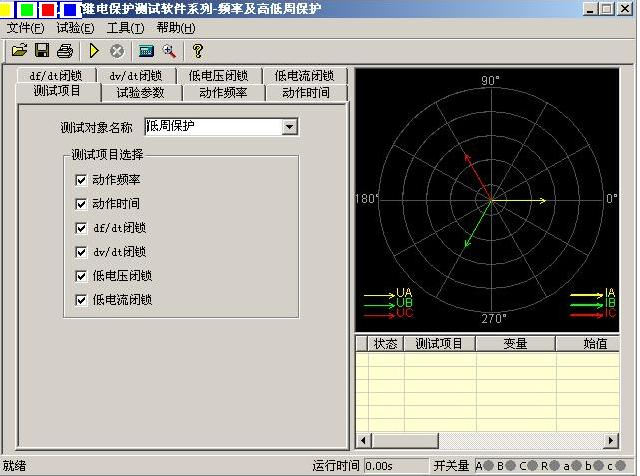 继电保护测试软件系列-频率及高低周保护
文件(F) 试验(E) 工具(T) 帮助(H)
df/dt闭锁 dv/dt闭锁 低电压闭锁 低电流闭锁
测试项目 试验参数 动作频率 动作时间
测试对象名称 低周保护
测试项目选择
动作频率
动作时间
df/dt闭锁
dv/dt闭锁
低电压闭锁
低电流闭锁
90°
180° 0°
270°
UA IA
UB IB
UC IC
状态 测试项目 变量 始值
就绪 运行时间 0.00s 开关量 A B C R a b c